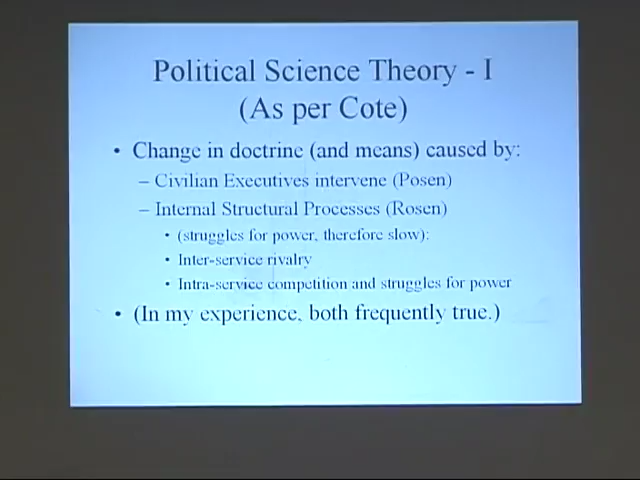 Political Science Theory - I
(As per Cote)
• Change in doctrine (and means) caused by:
– Civilian Executives intervene (Posen)
– Internal Structural Processes (Rosen)
• (struggles for power, therefore slow):
• Inter-service rivalry
• Intra-service competition and struggles for power
• (In my experience, both frequently true.)